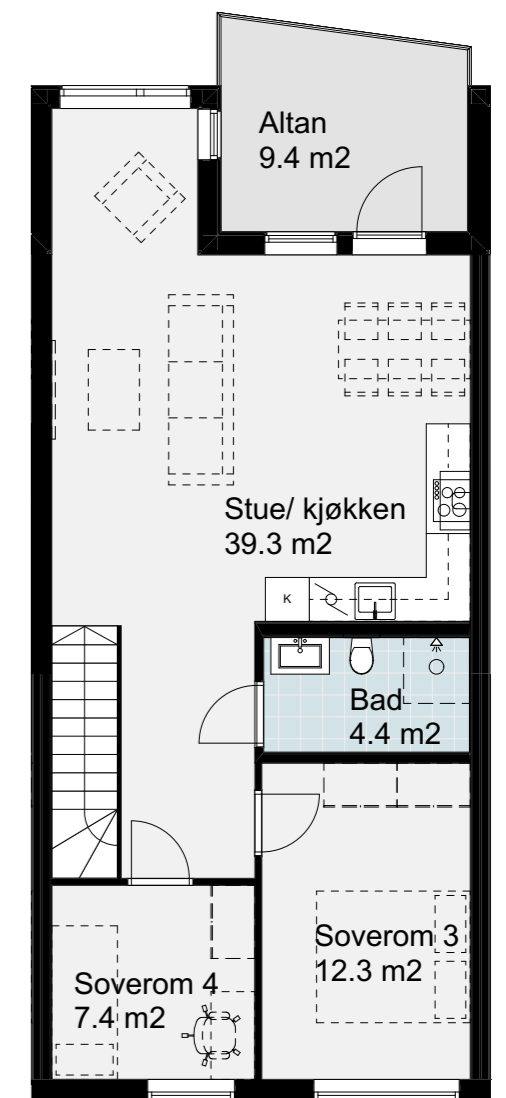 Altan
9.4 m2
Stue/ kjøkken
39.3 m2
K
Bad
4.4 m2
Soverom 3
12.3 m2
Soverom 4
7.4 m2